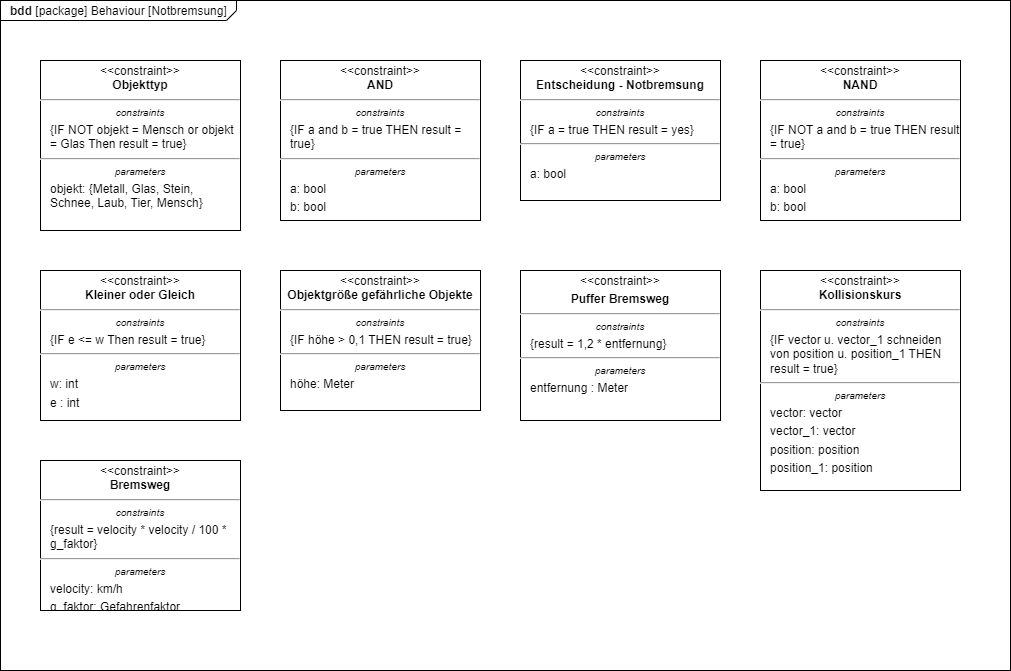 bdd [package] Behaviour [Notbremsung]
<<constraint>>
Objekttyp
constraints
{IF NOT objekt = Mensch or objekt
= Glas Then result = true}
parameters
objekt: {Metall, Glas, Stein,
Schnee, Laub, Tier, Mensch}
<<constraint>>
AND
constraints
{IF a and b = true THEN result =
true}
parameters
a: bool
b: bool
<<constraint>>
Entscheidung - Notbremsung
constraints
{IF a = true THEN result = yes}
parameters
a: bool
<<constraint>>
NAND
constraints
{IF NOT a and b = true THEN result
= true}
parameters
a: bool
b: bool
<<constraint>>
Kleiner oder Gleich
constraints
{IF e <= w Then result = true}
parameters
w: int
e : int
<<constraint>>
Objektgröße gefährliche Objekte
constraints
{IF höhe > 0,1 THEN result = true}
parameters
höhe: Meter
<<constraint>>
Puffer Bremsweg
constraints
{result = 1,2 * entfernung}
parameters
entfernung : Meter
<<constraint>>
Kollisionskurs
constraints
{IF vector u. vector_1 schneiden
von position u. position_1 THEN
result = true}
parameters
vector: vector
vector_1: vector
position: position
position_1: position
<<constraint>>
Bremsweg
constraints
{result = velocity * velocity / 100 *
g_faktor}
parameters
velocity: km/h
g_faktor: Gefahrenfaktor